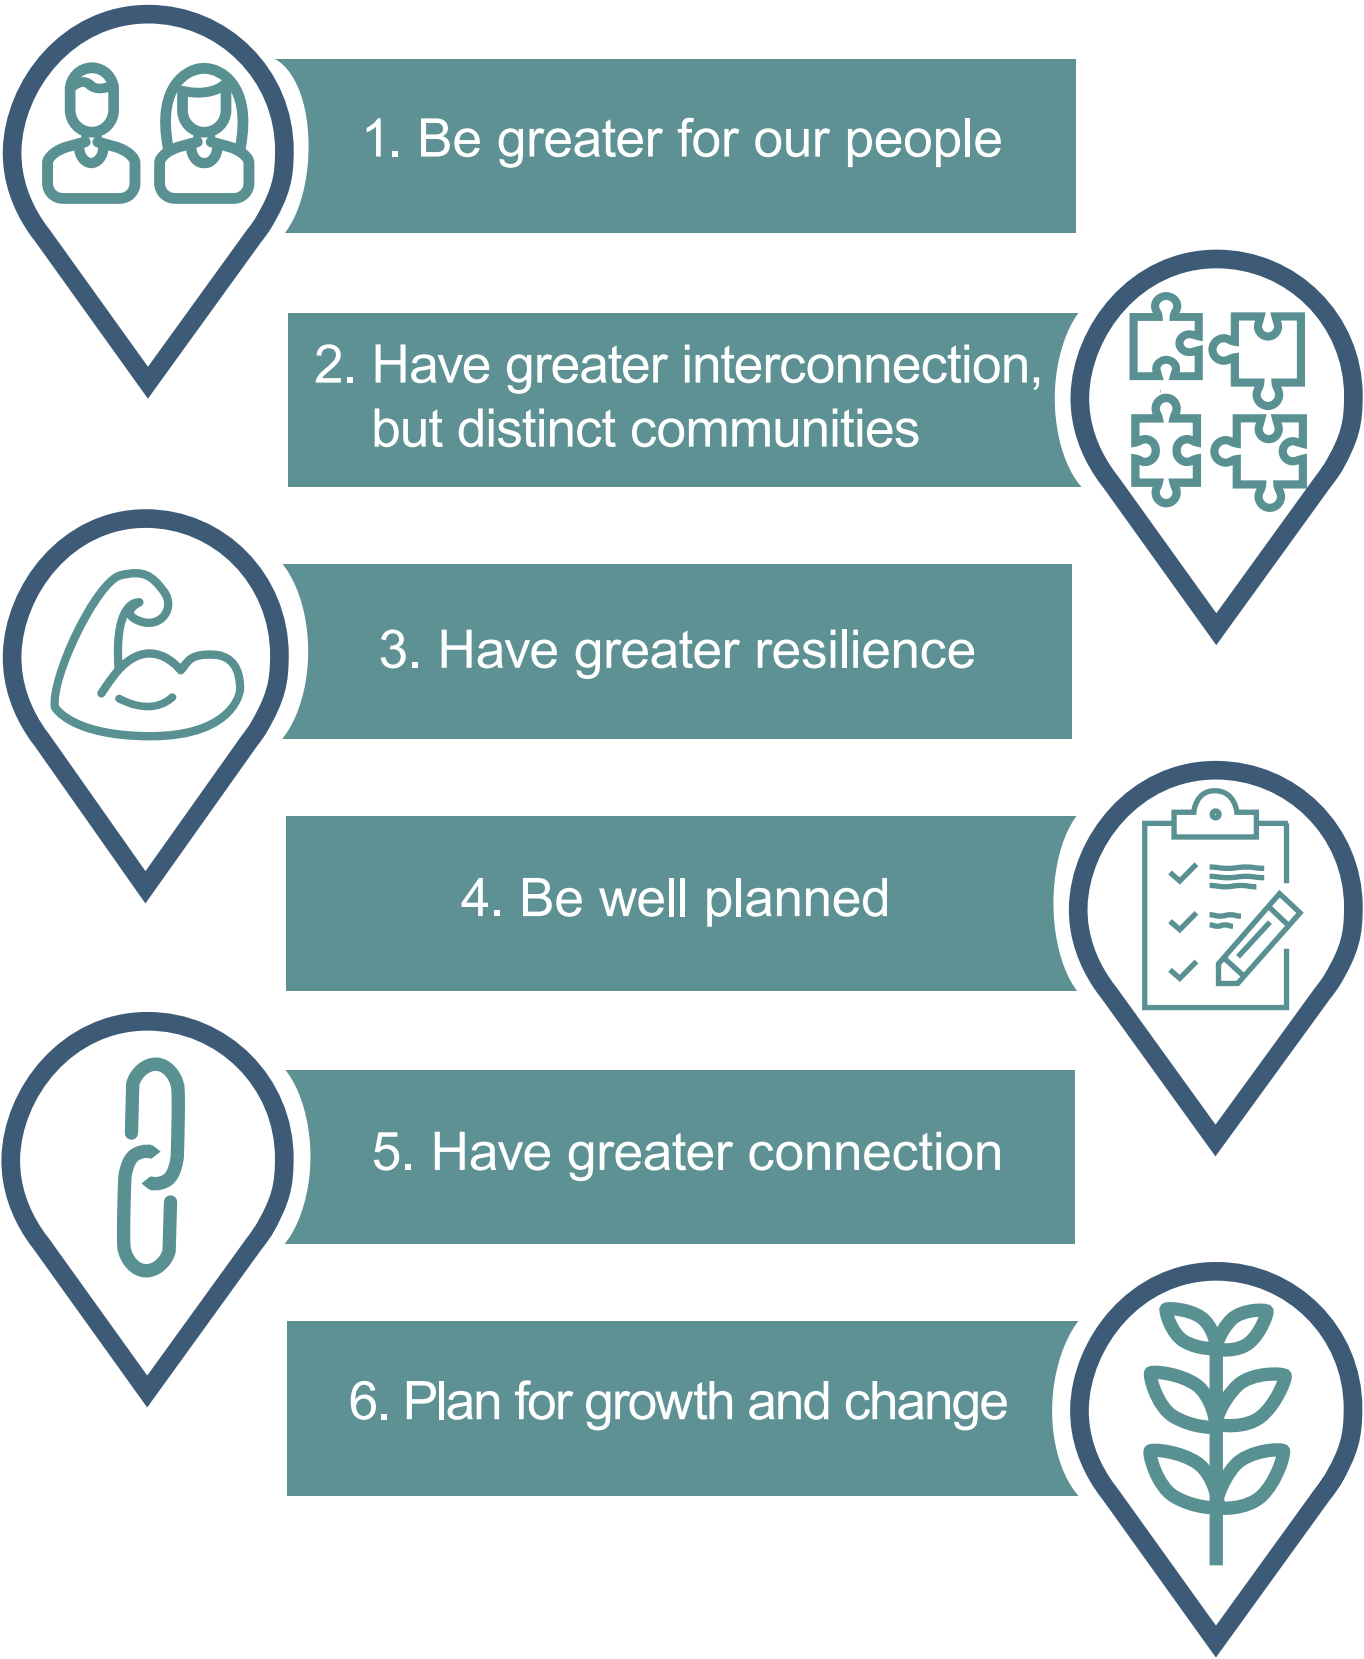 1. Be greater for our people
2. Have greater interconnection,
but distinct communities
3. Have greater resilience
4. Be well planned
5. Have greater connection
6. Plan for growth and change